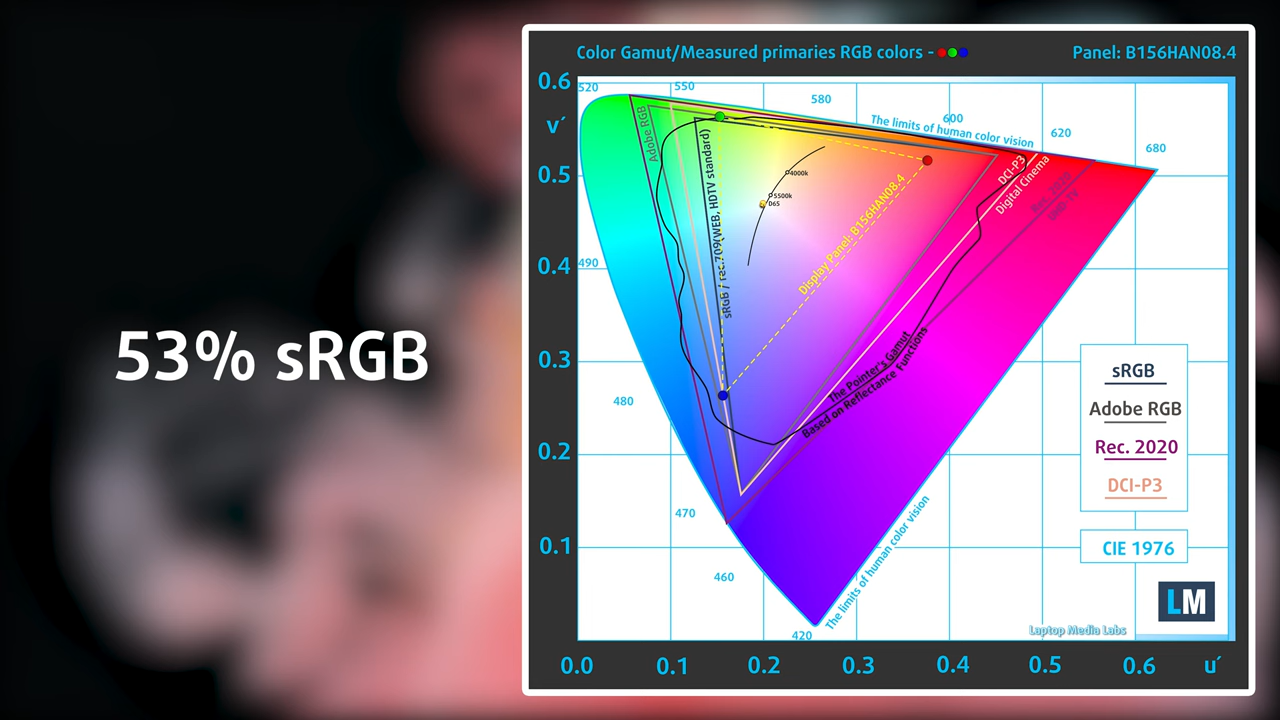 53% sRGB
Color Gamut/Measured primaries RGB colors -
Panel: B156HAN08.4
0.6
v´
0.5
0.4
0.3
0.2
0.1
520
550
580
600
620
680
490
480
470
460
420
The limits of human color vision
Adobe RGB
sRGB / rec.709(WEB, HDTV standard)
4000k
5500k
D65
Display Panel: B156HAN08.4
DCI-P3
Digital Cinema
Rec. 2020
UHD TV
The Pointer's Gamut
Based on Reflectance Functions
The limits of human color vision
sRGB
Adobe RGB
Rec. 2020
DCI-P3
CIE 1976
LM
Laptop Media Labs
0.0
0.1
0.2
0.3
0.4
0.5
0.6
u´